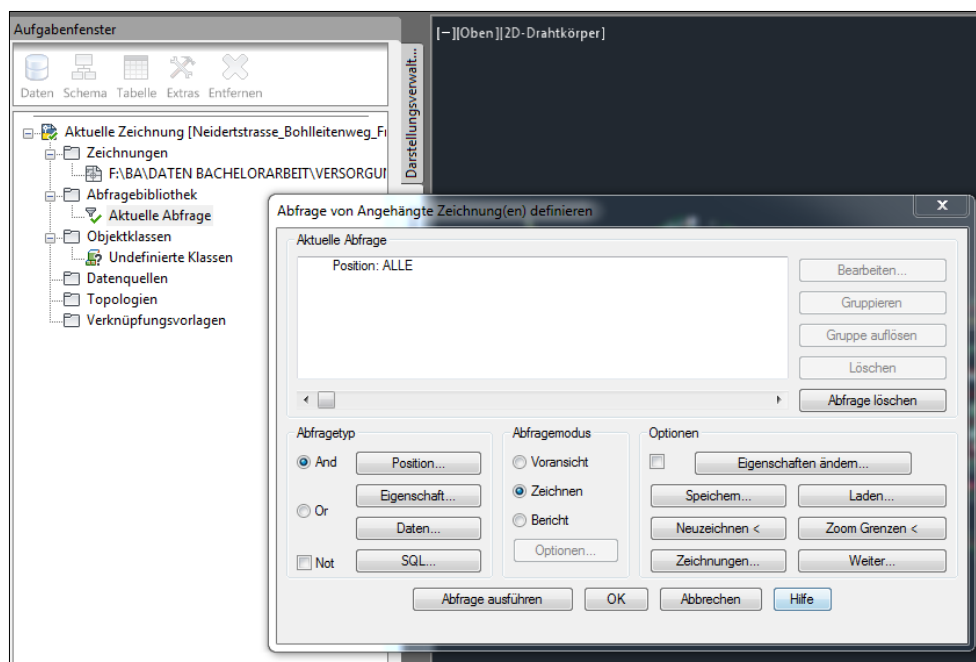 Aufgabenfenster
Daten Schema Tabelle Extras Entfernen
Darstellungsverwalt...
[−][Oben][2D-Drahtkörper]
Aktuelle Zeichnung [Neidertstrasse_Bohlleitenweg_Fr
Zeichnungen
F:\BA\DATEN BACHELORARBEIT\VERSORGUN
Abfragebibliothek
Aktuelle Abfrage
Objektklassen
Undefinierte Klassen
Datenquellen
Topologien
Verknüpfungsvorlagen
Abfrage von Angehängte Zeichnung(en) definieren
Aktuelle Abfrage
Position: ALLE
Bearbeiten...
Gruppieren
Gruppe auflösen
Löschen
Abfrage löschen
Abfragetyp
And
Or
Not
Position...
Eigenschaft...
Daten...
SQL...
Abfragemodus
Voransicht
Zeichnen
Bericht
Optionen...
Optionen
Eigenschaften ändern...
Speichern... Laden...
Neuzeichnen < Zoom Grenzen <
Zeichnungen... Weiter...
Abfrage ausführen OK Abbrechen Hilfe